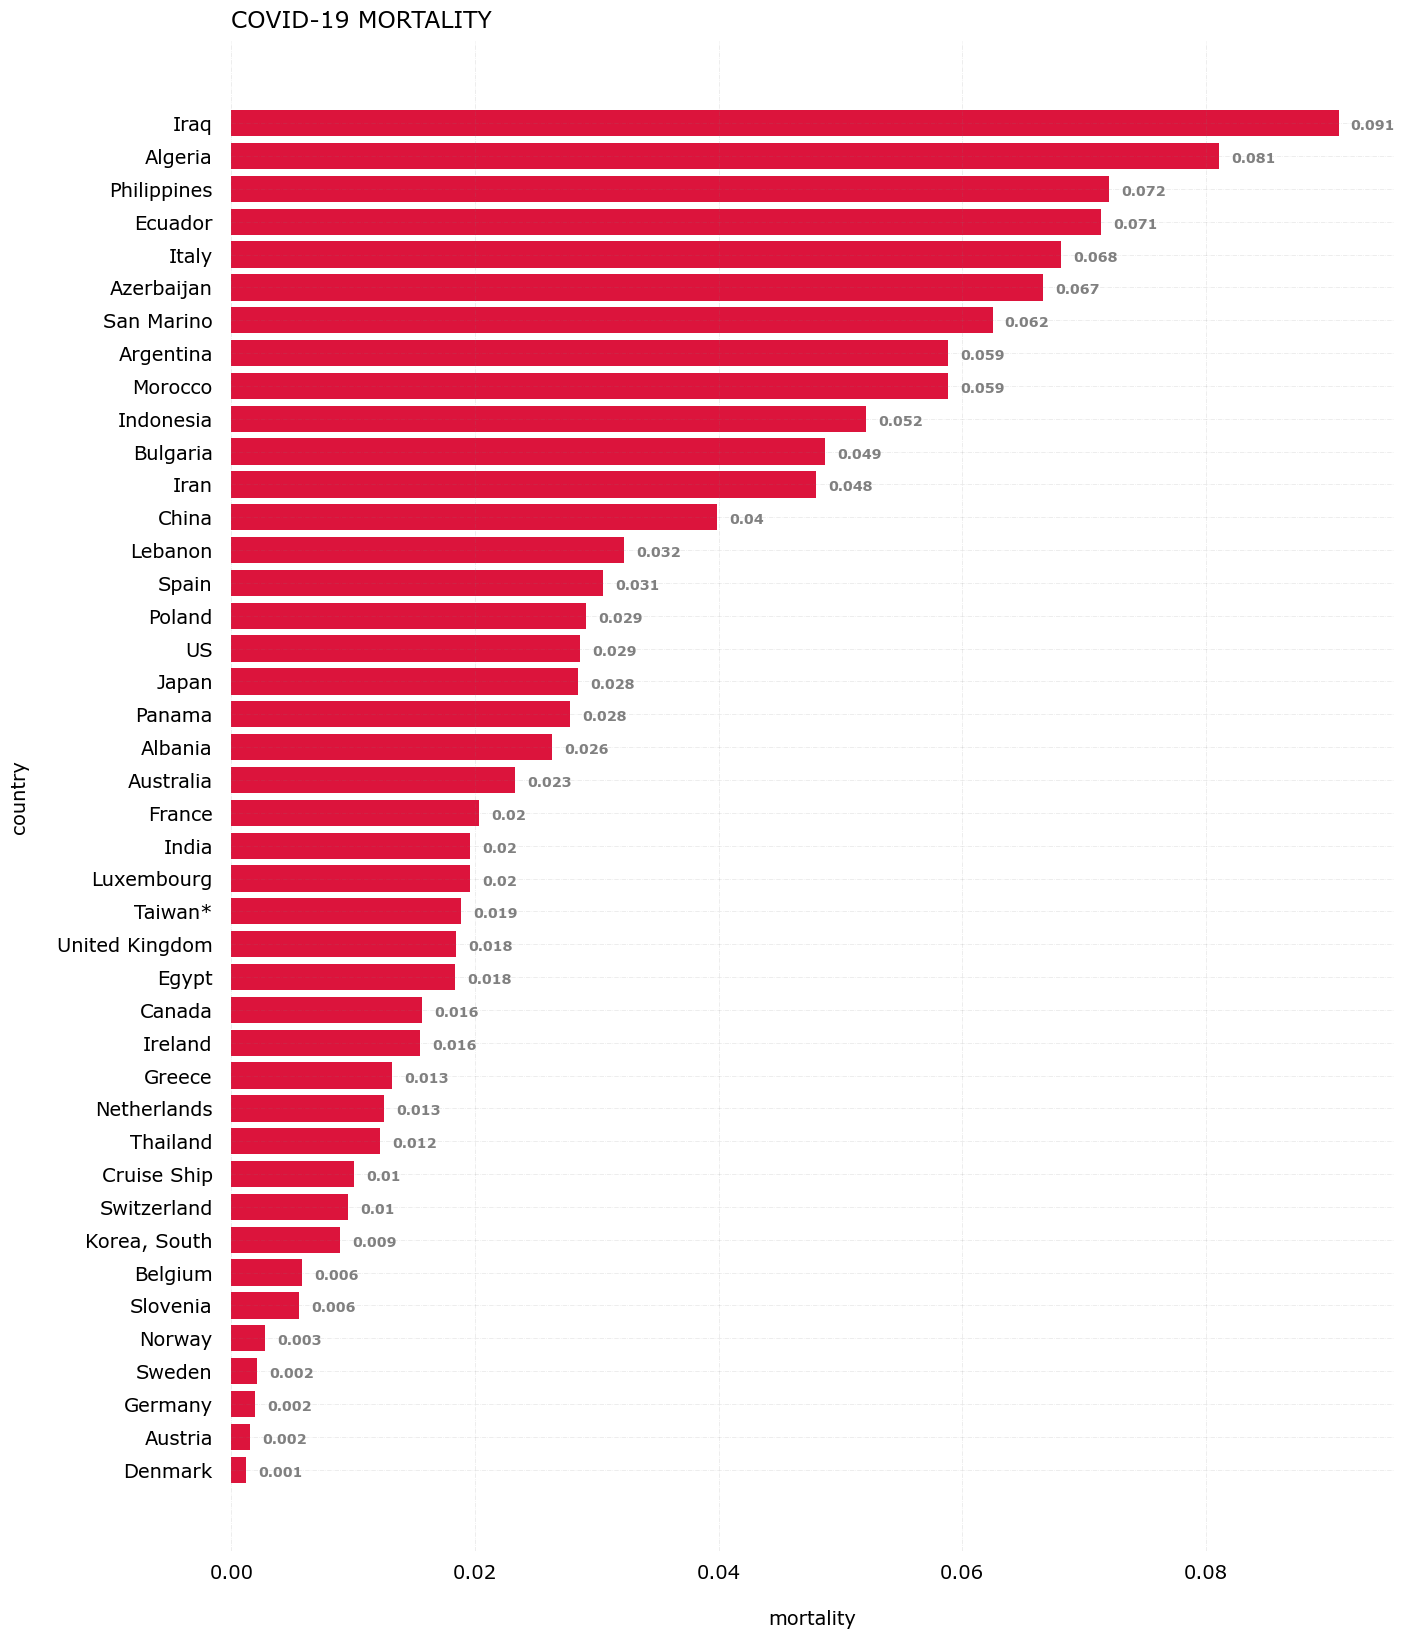 COVID-19 MORTALITY
Iraq 0.091
Algeria 0.081
Philippines 0.072
Ecuador 0.071
Italy 0.068
Azerbaijan 0.067
San Marino 0.062
Argentina 0.059
Morocco 0.059
Indonesia 0.052
Bulgaria 0.049
Iran 0.048
China 0.04
Lebanon 0.032
Spain 0.031
Poland 0.029
US 0.029
Japan 0.028
Panama 0.028
Albania 0.026
Australia 0.023
France 0.02
India 0.02
Luxembourg 0.02
Taiwan* 0.019
United Kingdom 0.018
Egypt 0.018
Canada 0.016
Ireland 0.016
Greece 0.013
Netherlands 0.013
Thailand 0.012
Cruise Ship 0.01
Switzerland 0.01
Korea, South 0.009
Belgium 0.006
Slovenia 0.006
Norway 0.003
Sweden 0.002
Germany 0.002
Austria 0.002
Denmark 0.001
country
0.00 0.02 0.04 0.06 0.08
mortality